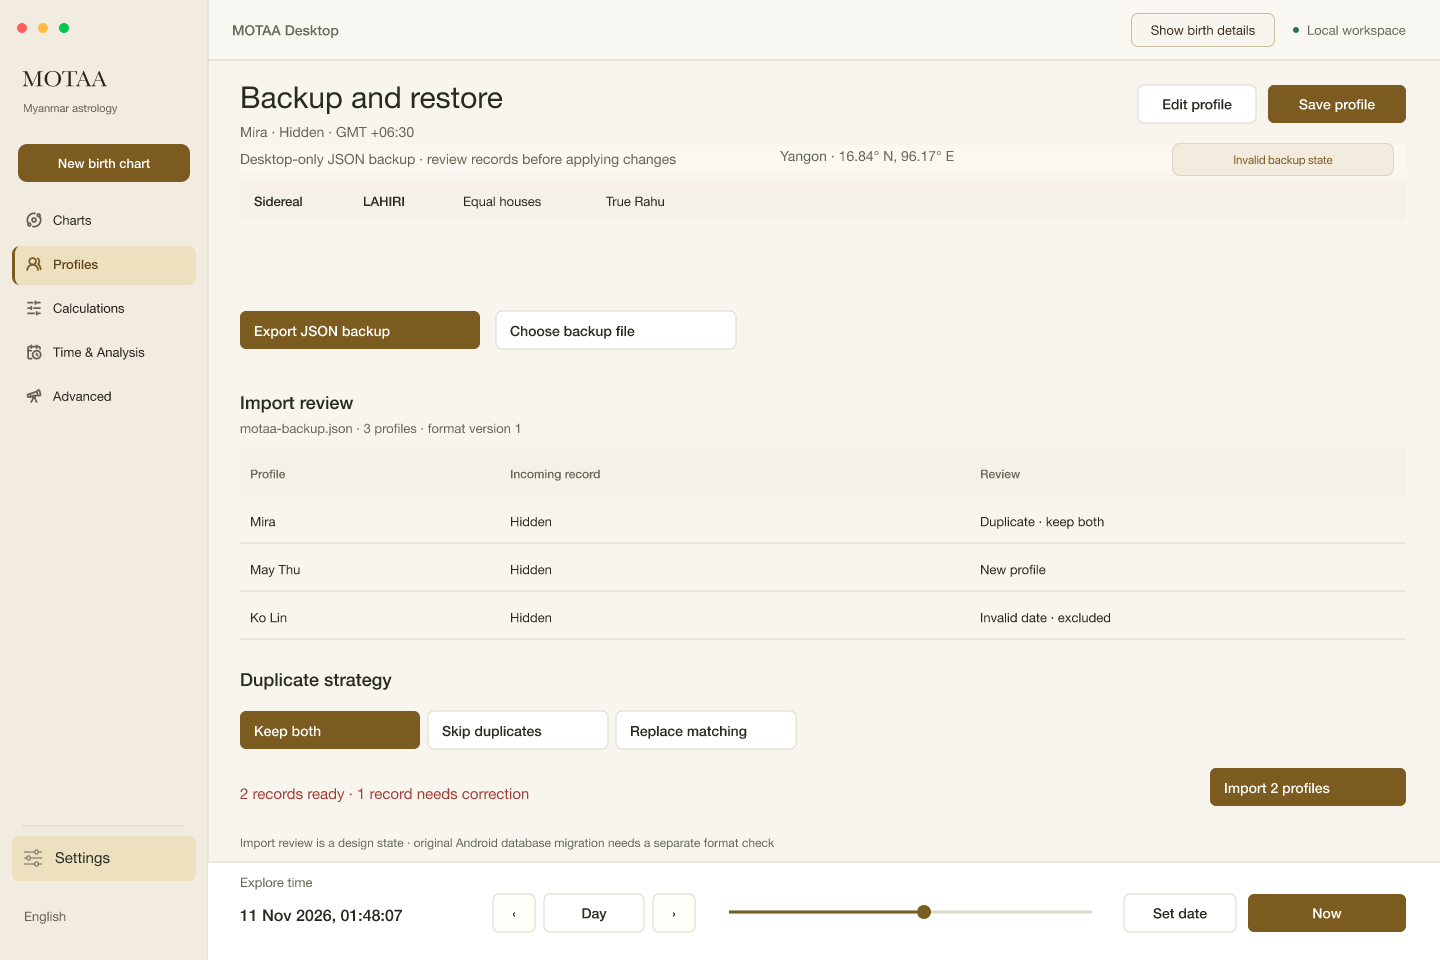 MOTAA
Myanmar astrology
New birth chart
Charts
Profiles
Calculations
Time & Analysis
Advanced
Settings
English
MOTAA Desktop
Show birth details
Local workspace
Backup and restore
Edit profile
Save profile
Mira · Hidden · GMT +06:30
Desktop-only JSON backup · review records before applying changes
Yangon · 16.84° N, 96.17° E
Invalid backup state
Sidereal LAHIRI Equal houses True Rahu
Export JSON backup
Choose backup file
Import review
motaa-backup.json · 3 profiles · format version 1
Profile Incoming record Review
Mira Hidden Duplicate · keep both
May Thu Hidden New profile
Ko Lin Hidden Invalid date · excluded
Duplicate strategy
Keep both
Skip duplicates
Replace matching
2 records ready · 1 record needs correction
Import 2 profiles
Import review is a design state · original Android database migration needs a separate format check
Explore time
11 Nov 2026, 01:48:07
‹ Day ›
Set date
Now